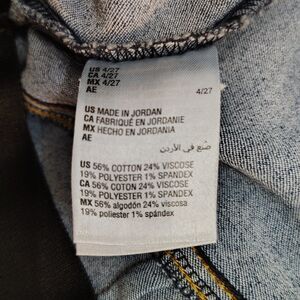 US 4/27
CA 4/27
MX 4/27
AE 4/27
US MADE IN JORDAN
CA FABRIQUÉ EN JORDANIE
MX HECHO EN JORDANIA
AE
صنع في الأردن
US 56% COTTON 24% VISCOSE
19% POLYESTER 1% SPANDEX
CA 56% COTON 24% VISCOSE
19% POLYESTER 1% SPANDEX
MX 56% algodón 24% viscosa
19% poliester 1% spándex